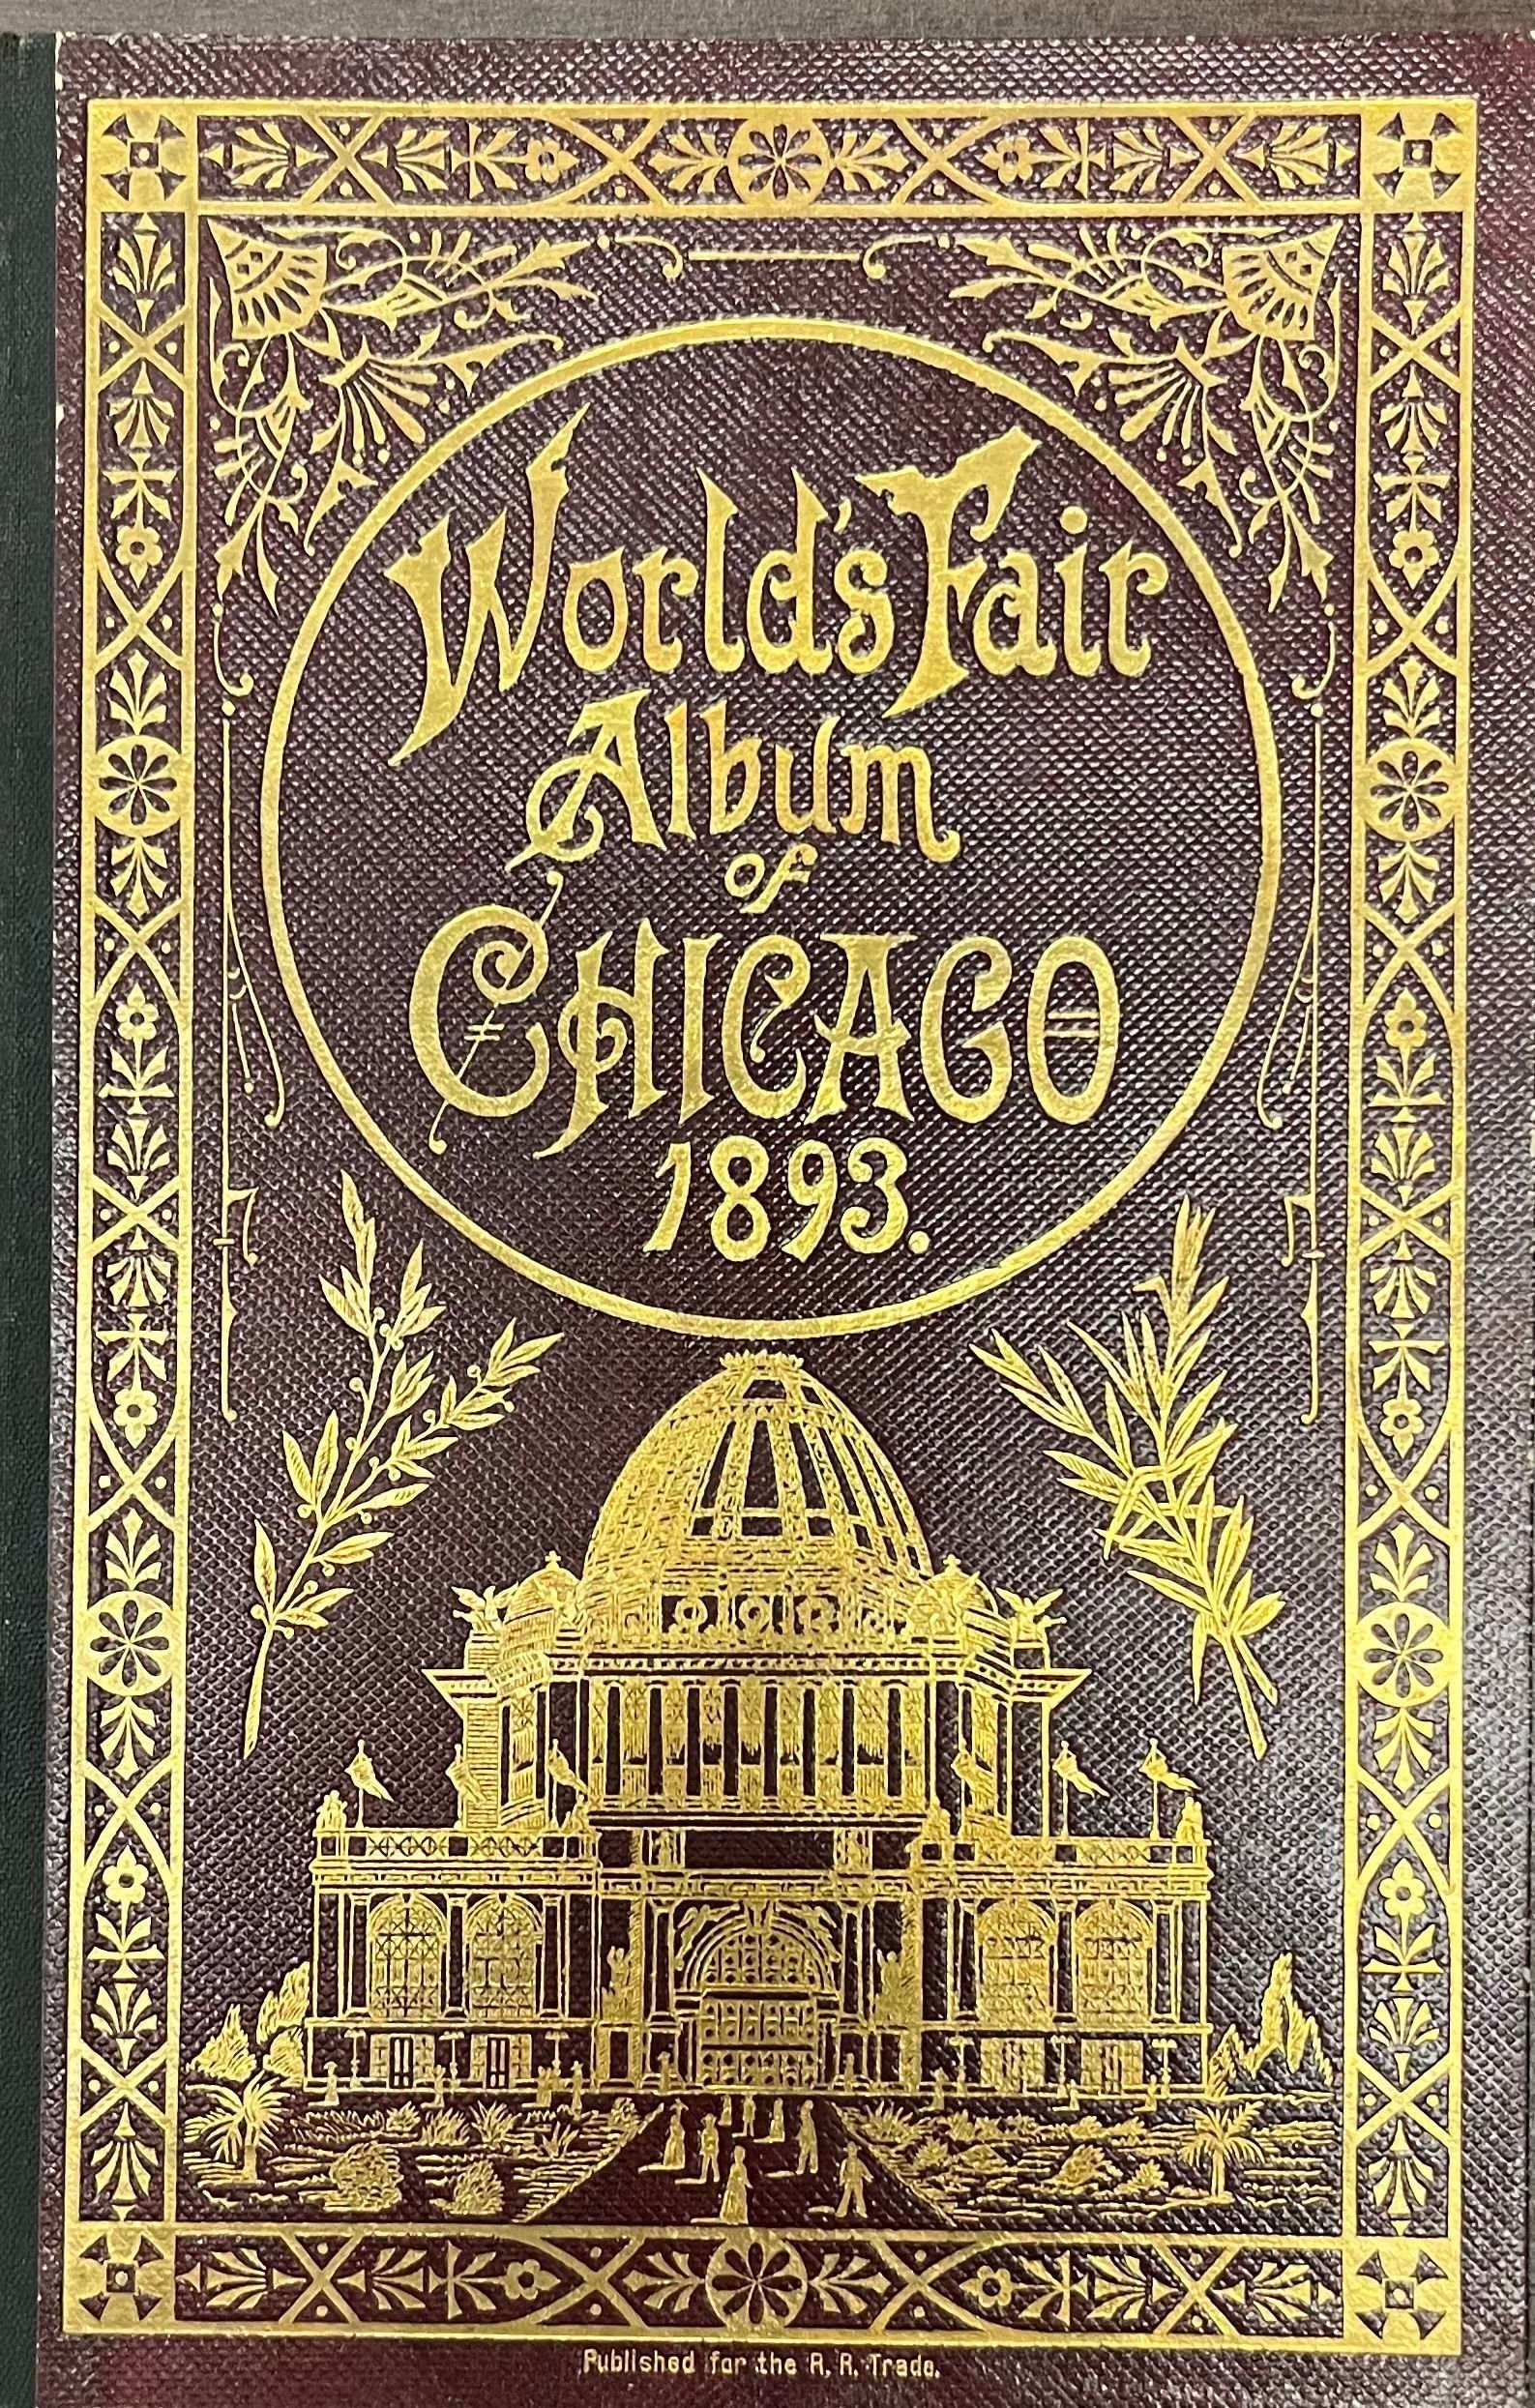 World's Fair
Album
of
CHICAGO
1893.
Published for the R. R. Trade.